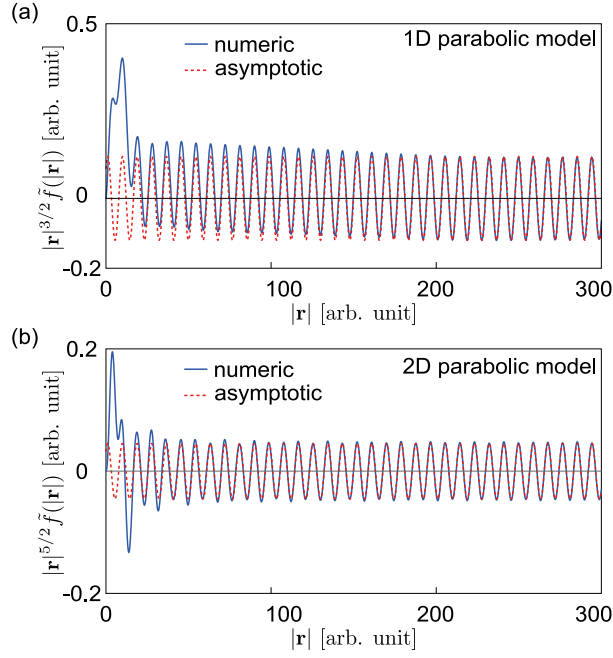 (a)
0.5
numeric
1D parabolic model
asymptotic
|r|^{3/2} f̃(|r|) [arb. unit]
0
-0.2
0
100
200
300
|r| [arb. unit]
(b)
0.2
numeric
2D parabolic model
asymptotic
|r|^{5/2} f̃(|r|) [arb. unit]
0
-0.2
0
100
200
300
|r| [arb. unit]